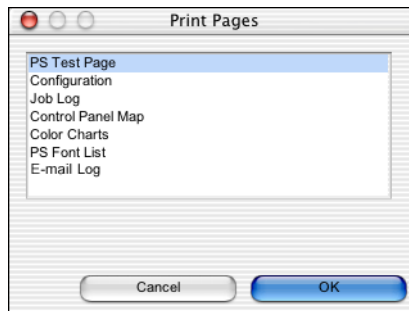 Print Pages
PS Test Page
Configuration
Job Log
Control Panel Map
Color Charts
PS Font List
E-mail Log
Cancel
OK